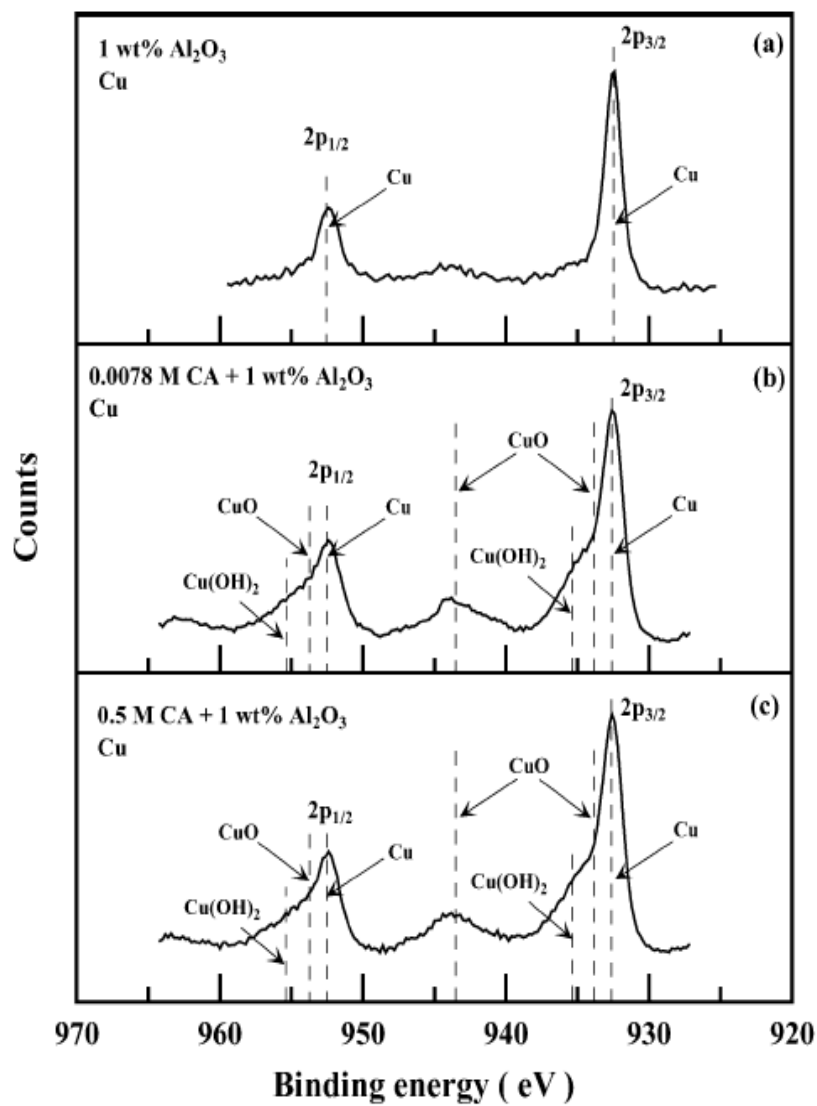 1 wt% Al₂O₃
Cu
2p₃/₂
(a)
2p₁/₂
Cu
Cu
0.0078 M CA + 1 wt% Al₂O₃
Cu
2p₃/₂
(b)
CuO
2p₁/₂
CuO
Cu
Cu
Cu(OH)₂
Cu(OH)₂
0.5 M CA + 1 wt% Al₂O₃
Cu
2p₃/₂
(c)
CuO
2p₁/₂
CuO
Cu
Cu
Cu(OH)₂
Cu(OH)₂
Counts
970 960 950 940 930 920
Binding energy ( eV )